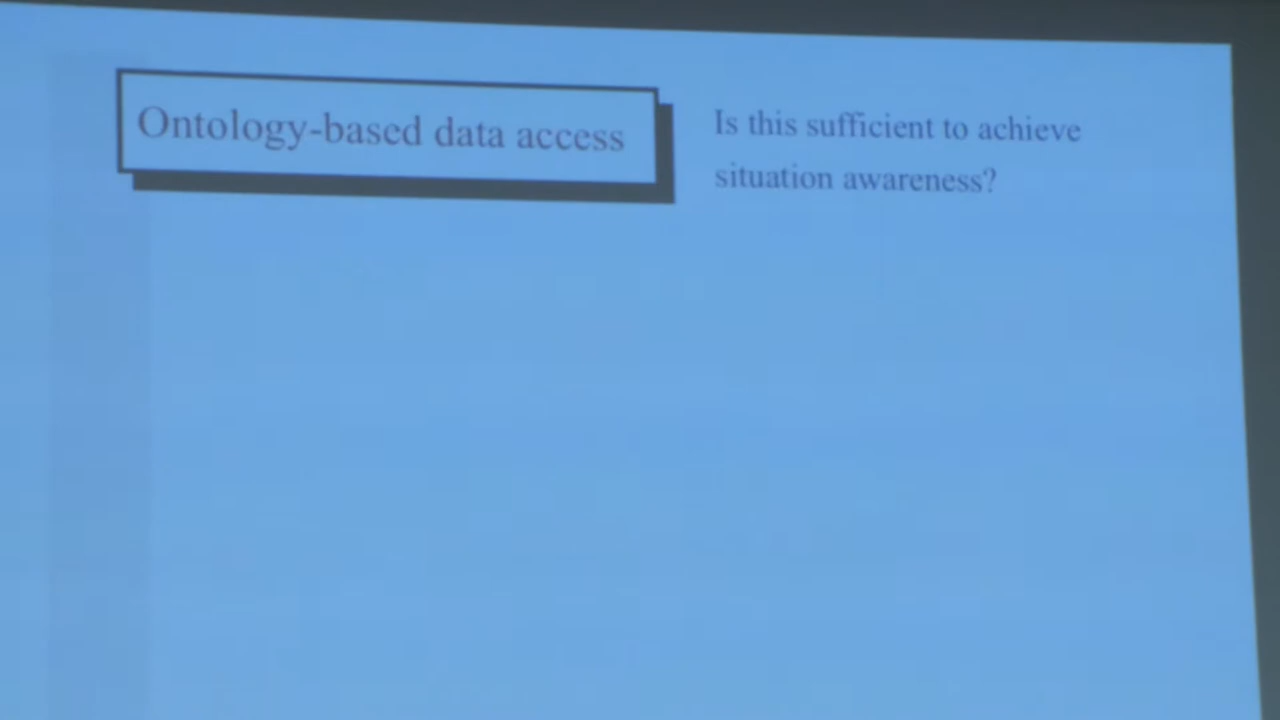 Ontology-based data access
Is this sufficient to achieve
situation awareness?